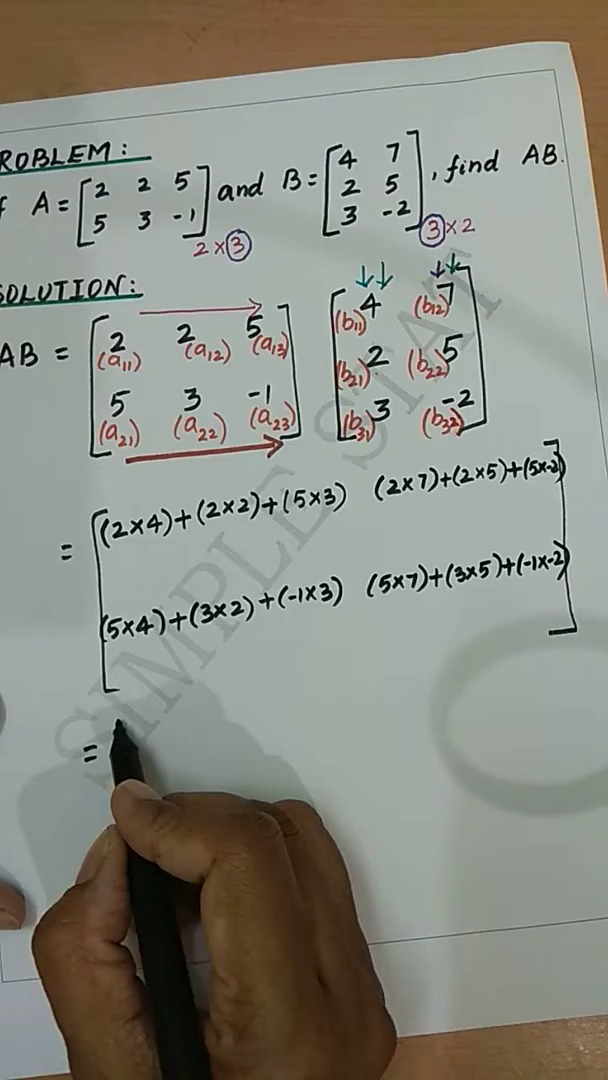 ROBLEM:
f A = [2 2 5 and B = [4 7 , find AB.
5 3 -1] 2 5
2 × 3 3 -2] 3 × 2
SOLUTION:
AB = [2 2 5 4 7
(a11) (a12) (a13) (b11) (b12)
5 3 -1 2 5
(a21) (a22) (a23)] (b21) (b22)
3 -2
(b31) (b32)
= [(2×4)+(2×2)+(5×3) (2×7)+(2×5)+(5×-2)
(5×4)+(3×2)+(-1×3) (5×7)+(3×5)+(-1×-2)]
=
SIMPLE STAT